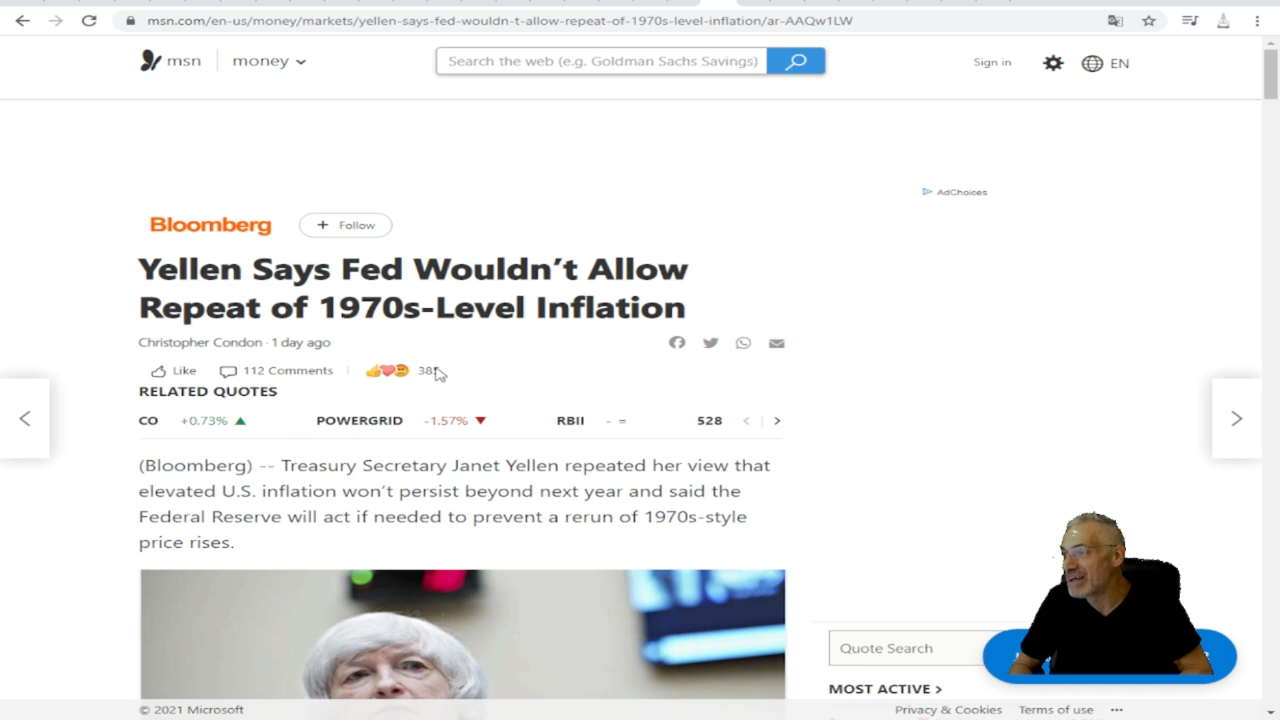 msn.com/en-us/money/markets/yellen-says-fed-wouldn-t-allow-repeat-of-1970s-level-inflation/ar-AAQw1LW
msn money Search the web (e.g. Goldman Sachs Savings) Sign in EN
AdChoices
Bloomberg + Follow
Yellen Says Fed Wouldn't Allow
Repeat of 1970s-Level Inflation
Christopher Condon · 1 day ago
Like 112 Comments
RELATED QUOTES
CO +0.73% ▲ POWERGRID -1.57% ▼ RBII - = 528
(Bloomberg) -- Treasury Secretary Janet Yellen repeated her view that
elevated U.S. inflation won't persist beyond next year and said the
Federal Reserve will act if needed to prevent a rerun of 1970s-style
price rises.
Quote Search
MOST ACTIVE >
© 2021 Microsoft Privacy & Cookies Terms of use ...